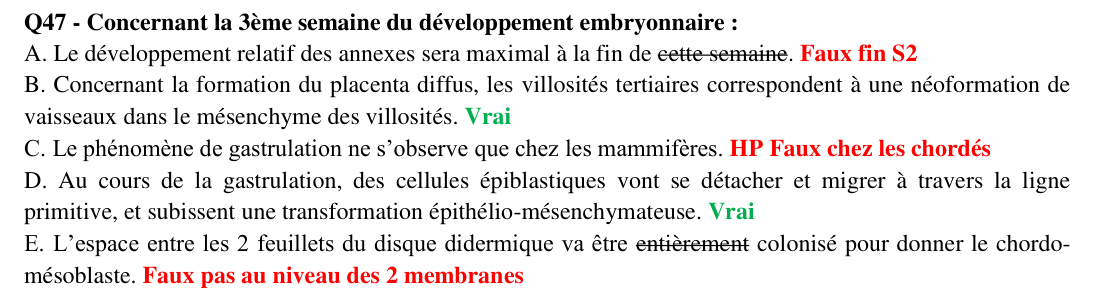 Q47 - Concernant la 3ème semaine du développement embryonnaire :
A. Le développement relatif des annexes sera maximal à la fin de cette semaine. Faux fin S2
B. Concernant la formation du placenta diffus, les villosités tertiaires correspondent à une néoformation de
vaisseaux dans le mésenchyme des villosités. Vrai
C. Le phénomène de gastrulation ne s'observe que chez les mammifères. HP Faux chez les chordés
D. Au cours de la gastrulation, des cellules épiblastiques vont se détacher et migrer à travers la ligne
primitive, et subissent une transformation épithélio-mésenchymateuse. Vrai
E. L'espace entre les 2 feuillets du disque didermique va être entièrement colonisé pour donner le chordo-
mésoblaste. Faux pas au niveau des 2 membranes